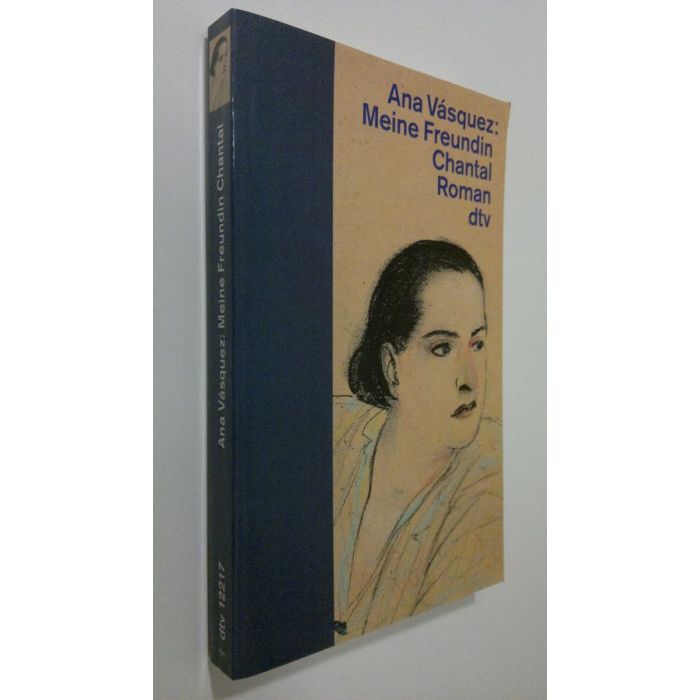 Ana Vásquez:
Meine Freundin
Chantal
Roman
dtv
Ana Vásquez: Meine Freundin Chantal
dtv 12217